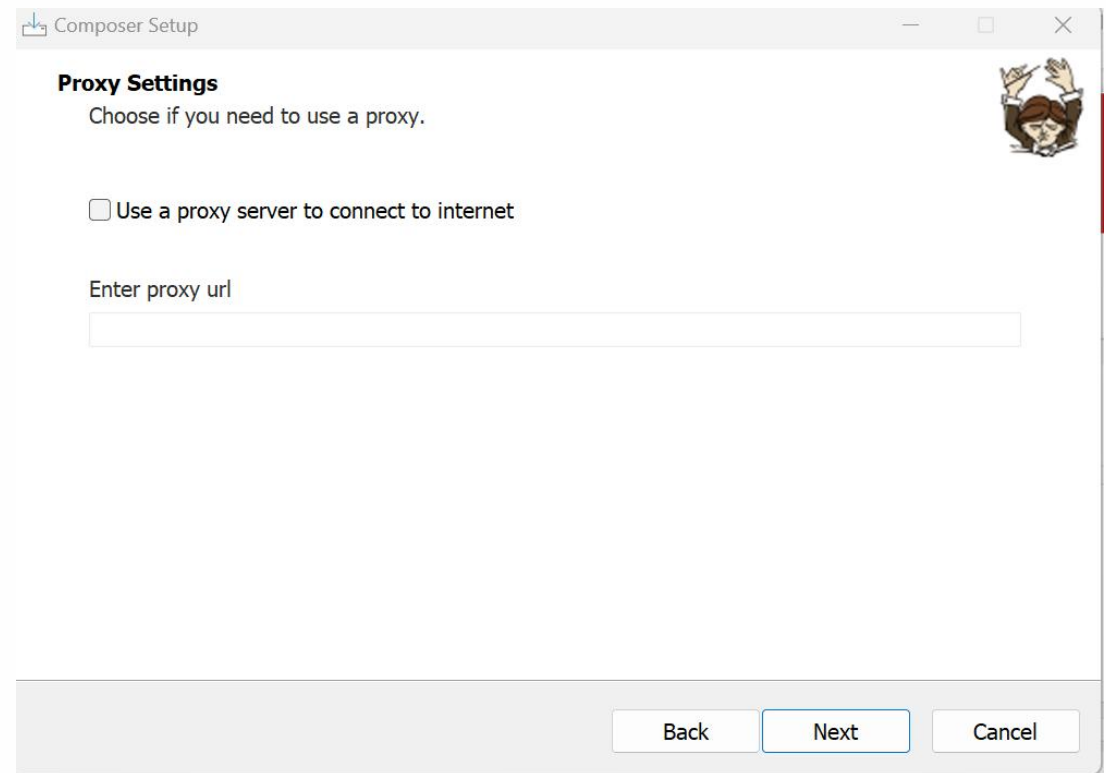 Composer Setup
Proxy Settings
Choose if you need to use a proxy.
Use a proxy server to connect to internet
Enter proxy url
Back Next Cancel